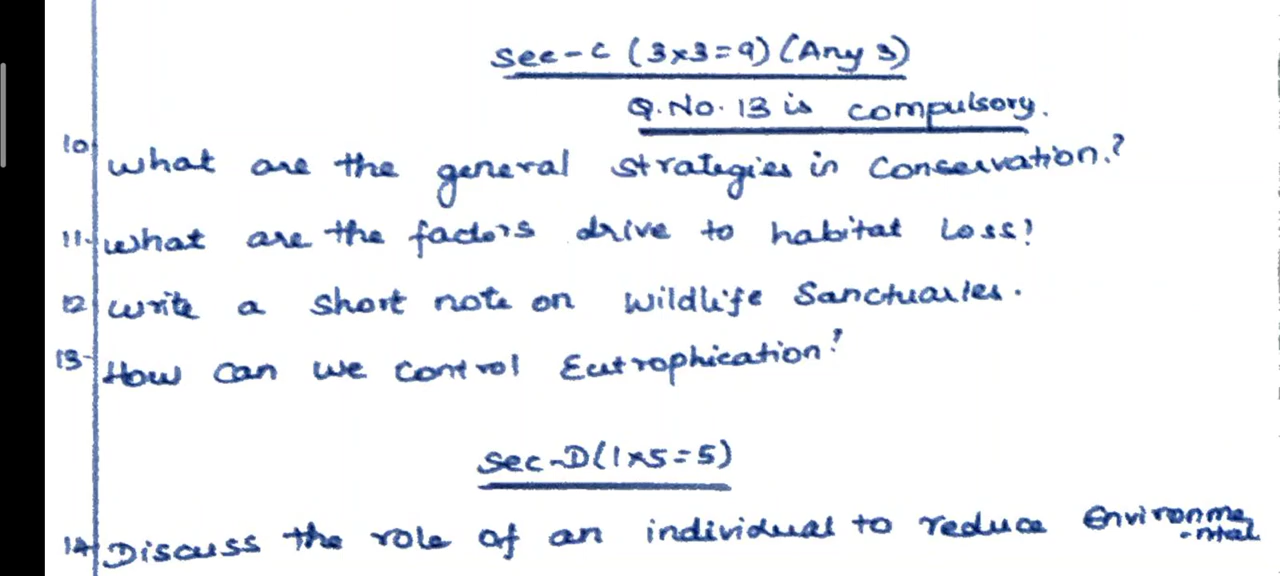 Sec-C (3x3=9) (Any 3)
Q.No. 13 is compulsory.
10. What are the general strategies in Conservation.?
11. What are the factors drive to habitat Loss?
12 Write a short note on Wildlife Sanctuaries.
13 How can we control Eutrophication?
Sec-D (1x5=5)
14 Discuss the role of an individual to reduce Environme
-ntal